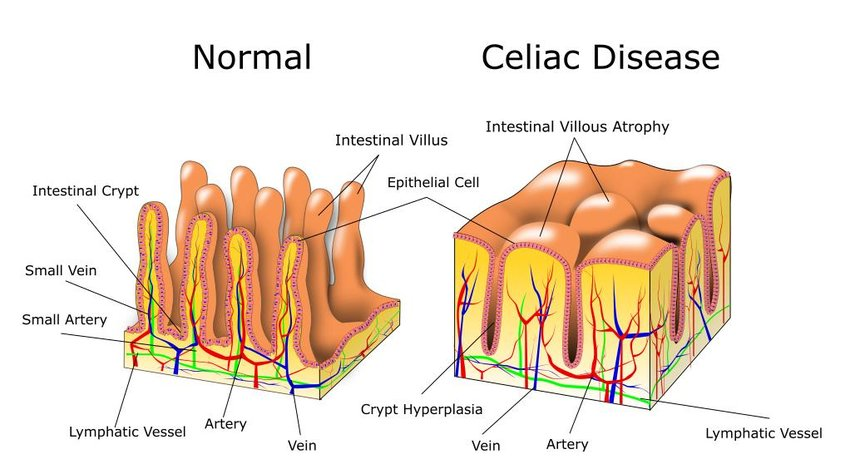 Normal
Celiac Disease
Intestinal Villus
Intestinal Villous Atrophy
Intestinal Crypt
Epithelial Cell
Small Vein
Small Artery
Crypt Hyperplasia
Lymphatic Vessel
Artery
Vein
Vein
Artery
Lymphatic Vessel